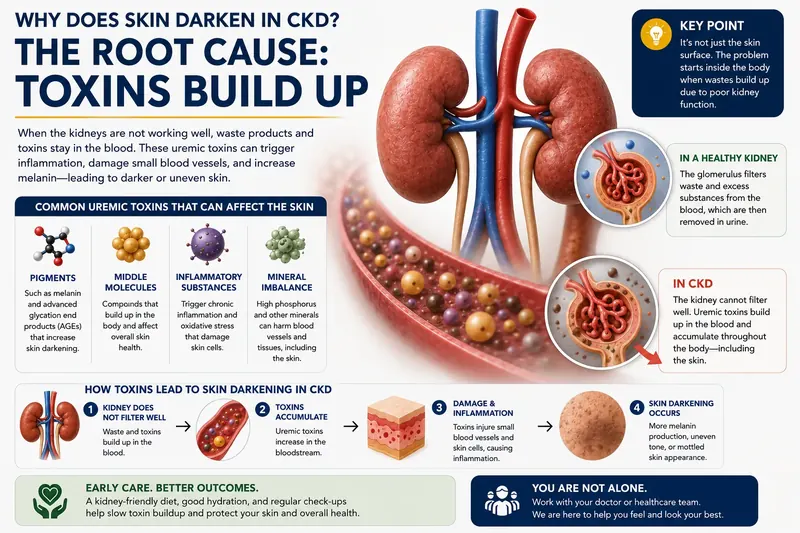 WHY DOES SKIN DARKEN IN CKD?
THE ROOT CAUSE:
TOXINS BUILD UP
When the kidneys are not working well, waste products and
toxins stay in the blood. These uremic toxins can trigger
inflammation, damage small blood vessels, and increase
melanin—leading to darker or uneven skin.
KEY POINT
It's not just the skin
surface. The problem
starts inside the body
when wastes build up
due to poor kidney
function.
IN A HEALTHY KIDNEY
The glomerulus filters
waste and excess
substances from the
blood, which are then
removed in urine.
IN CKD
The kidney cannot filter
well. Uremic toxins build
up in the blood and
accumulate throughout
the body—including
the skin.
COMMON UREMIC TOXINS THAT CAN AFFECT THE SKIN
PIGMENTS
Such as melanin
and advanced
glycation end
products (AGEs)
that increase
skin darkening.
MIDDLE
MOLECULES
Compounds that
build up in the
body and affect
overall skin
health.
INFLAMMATORY
SUBSTANCES
Trigger chronic
inflammation and
oxidative stress
that damage
skin cells.
MINERAL
IMBALANCE
High phosphorus
and other minerals
can harm blood
vessels and
tissues, including
the skin.
HOW TOXINS LEAD TO SKIN DARKENING IN CKD
1 KIDNEY DOES
NOT FILTER WELL
Waste and toxins
build up in the
blood.
2 TOXINS
ACCUMULATE
Uremic toxins
increase in the
bloodstream.
3 DAMAGE &
INFLAMMATION
Toxins injure small
blood vessels and
skin cells, causing
inflammation.
4 SKIN DARKENING
OCCURS
More melanin
production, uneven
tone, or mottled
skin appearance.
EARLY CARE. BETTER OUTCOMES.
A kidney-friendly diet, good hydration, and regular check-ups
help slow toxin buildup and protect your skin and overall health.
YOU ARE NOT ALONE.
Work with your doctor or healthcare team.
We are here to help you feel and look your best.